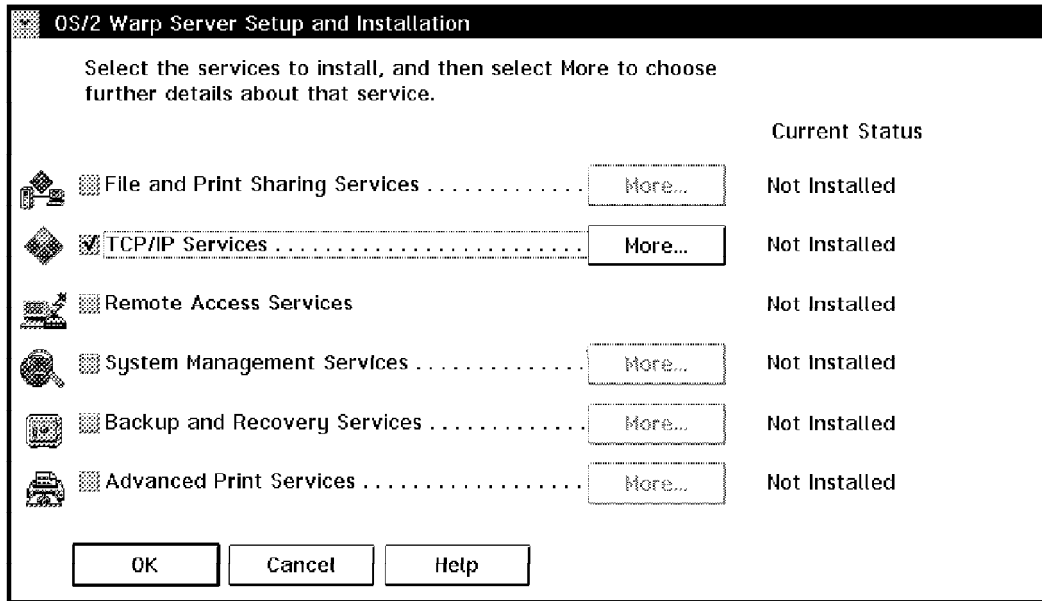 OS/2 Warp Server Setup and Installation
Select the services to install, and then select More to choose
further details about that service.
Current Status
File and Print Sharing Services . . . . . . . . . . . . . More... Not Installed
TCP/IP Services . . . . . . . . . . . . . . . . . . . . . . . . . . More... Not Installed
Remote Access Services Not Installed
System Management Services . . . . . . . . . . . . . . More... Not Installed
Backup and Recovery Services . . . . . . . . . . . . . More... Not Installed
Advanced Print Services . . . . . . . . . . . . . . . . . . More... Not Installed
OK Cancel Help